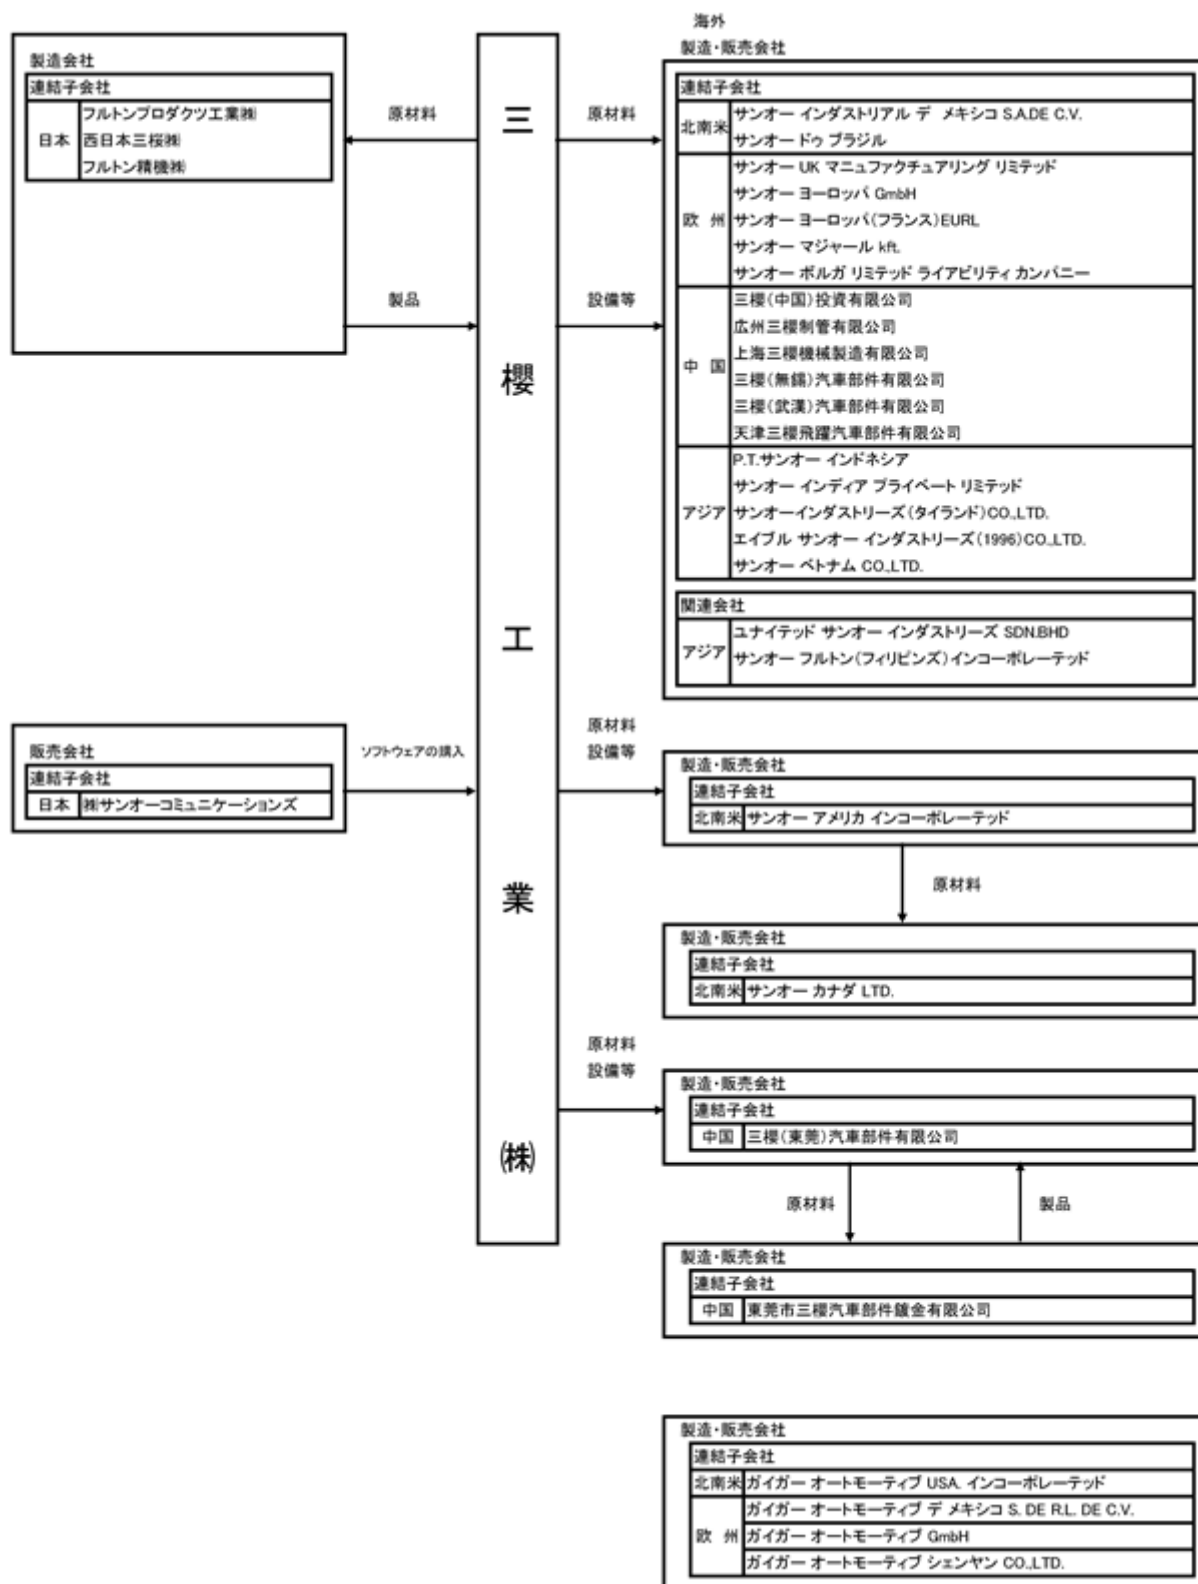 製造会社
連結子会社
日本
フルトンプロダクツ工業㈱
西日本三桜㈱
フルトン精機㈱
原材料
製品
販売会社
連結子会社
日本
㈱サンオーコミュニケーションズ
ソフトウェアの購入
三櫻工業㈱
原材料
設備等
原材料
設備等
原材料
設備等
海外
製造・販売会社
連結子会社
北南米
サンオー インダストリアル デ メキシコ S.A.DE C.V.
サンオー ドゥ ブラジル
欧 州
サンオー UK マニュファクチュアリング リミテッド
サンオー ヨーロッパ GmbH
サンオー ヨーロッパ(フランス)EURL
サンオー マジャール kft.
サンオー ボルガ リミテッド ライアビリティ カンパニー
中 国
三櫻(中国)投資有限公司
広州三櫻制管有限公司
上海三櫻機械製造有限公司
三櫻(無錫)汽車部件有限公司
三櫻(武漢)汽車部件有限公司
天津三櫻飛躍汽車部件有限公司
アジア
P.T.サンオー インドネシア
サンオー インディア プライベート リミテッド
サンオーインダストリーズ(タイランド)CO.,LTD.
エイブル サンオー インダストリーズ(1996)CO.,LTD.
サンオー ベトナム CO.,LTD.
関連会社
アジア
ユナイテッド サンオー インダストリーズ SDN.BHD
サンオー フルトン(フィリピンズ)インコーポレーテッド
製造・販売会社
連結子会社
北南米
サンオー アメリカ インコーポレーテッド
原材料
製造・販売会社
連結子会社
北南米
サンオー カナダ LTD.
製造・販売会社
連結子会社
中国
三櫻(東莞)汽車部件有限公司
原材料
製品
製造・販売会社
連結子会社
中国
東莞市三櫻汽車部件鍍金有限公司
製造・販売会社
連結子会社
北南米
ガイガー オートモーティブ USA. インコーポレーテッド
欧 州
ガイガー オートモーティブ デ メキシコ S. DE R.L. DE C.V.
ガイガー オートモーティブ GmbH
ガイガー オートモーティブ シェンヤン CO.,LTD.